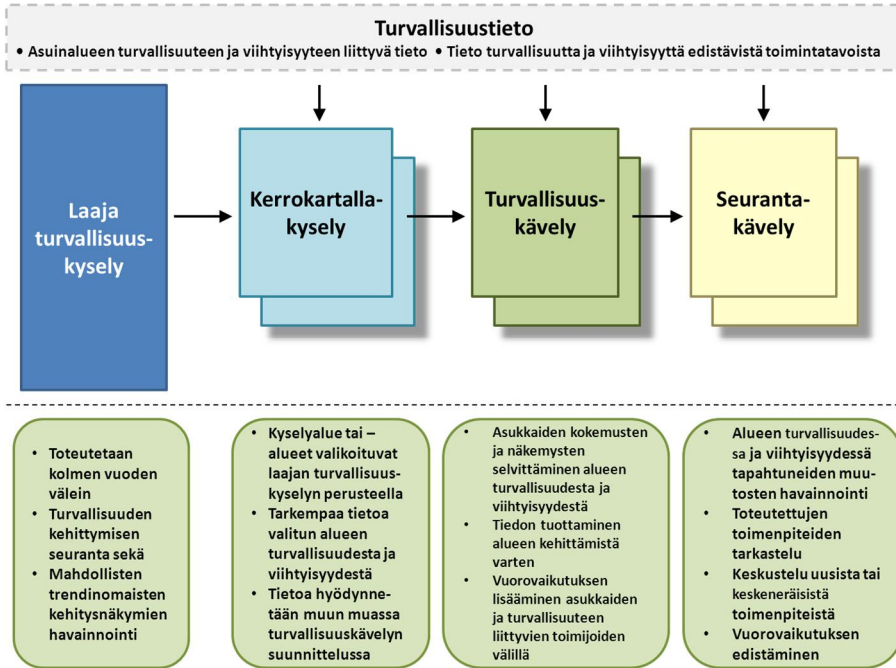 Turvallisuustieto
• Asuinalueen turvallisuuteen ja viihtyisyyteen liittyvä tieto • Tieto turvallisuutta ja viihtyisyyttä edistävistä toimintatavoista
Laaja
turvallisuus-
kysely
Kerrokartalla-
kysely
Turvallisuus-
kävely
Seuranta-
kävely
• Toteutetaan
kolmen vuoden
välein
• Turvallisuuden
kehittymisen
seuranta sekä
• Mahdollisten
trendinomaisten
kehitysnäkymien
havainnointi
• Kyselyalue tai –
alueet valikoituvat
laajan turvallisuus-
kyselyn perusteella
• Tarkempaa tietoa
valitun alueen
turvallisuudesta ja
viihtyisyydestä
• Tietoa hyödynne-
tään muun muassa
turvallisuuskävelyn
suunnittelussa
• Asukkaiden kokemusten
ja näkemysten
selvittäminen alueen
turvallisuudesta ja
viihtyisyydestä
• Tiedon tuottaminen
alueen kehittämistä
varten
• Vuorovaikutuksen
lisääminen asukkaiden
ja turvallisuuteen
liittyvien toimijoiden
välillä
• Alueen turvallisuudes-
sa ja viihtyisyydessä
tapahtuneiden muu-
tosten havainnointi
• Toteutettujen
toimenpiteiden
tarkastelu
• Keskustelu uusista tai
keskeneräisistä
toimenpiteistä
• Vuorovaikutuksen
edistäminen